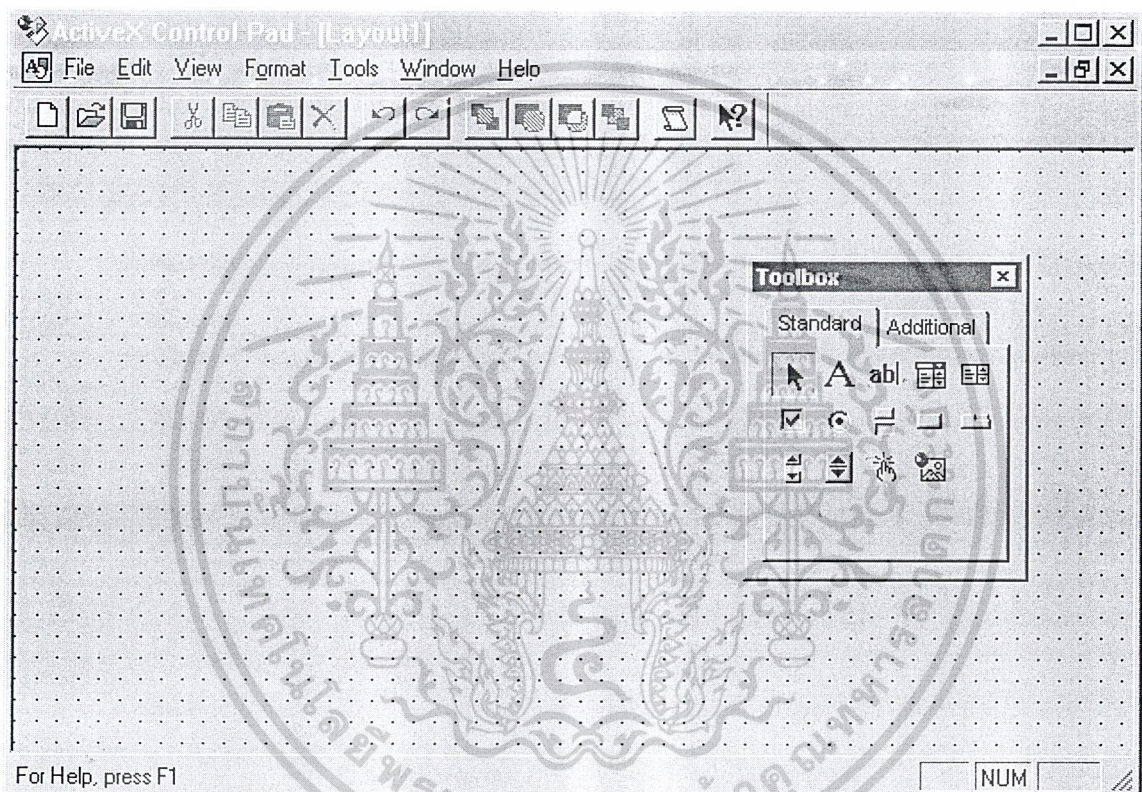 ActiveX Control Pad - [Layout1]
File Edit View Format Tools Window Help
Toolbox
Standard Additional
A ab|
For Help, press F1
NUM